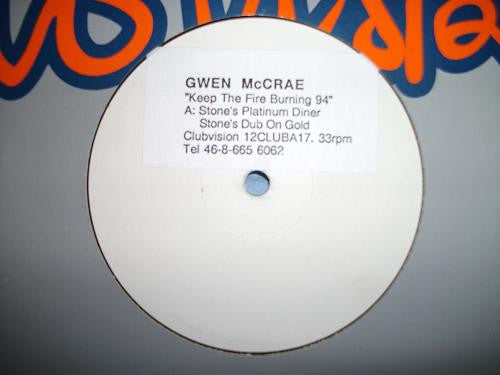 GWEN McCRAE
"Keep The Fire Burning 94"
A: Stone's Platinum Diner
Stone's Dub On Gold
Clubvision 12CLUBA17. 33rpm
Tel 46-8-665 6062